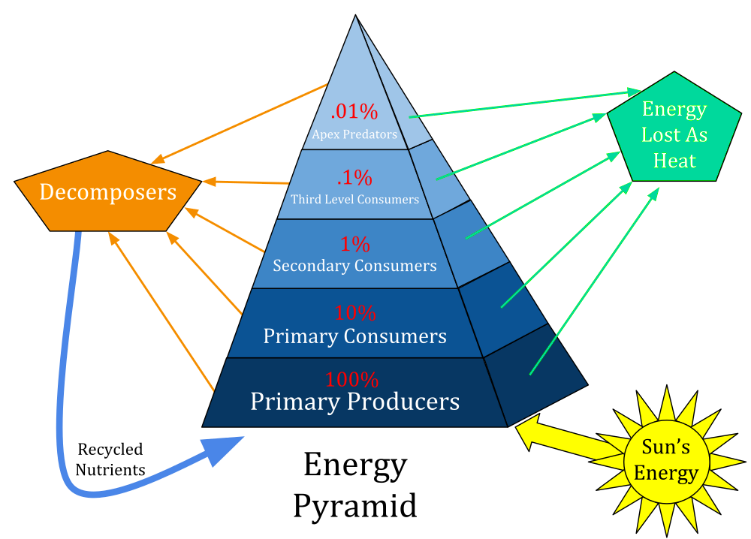 .01%
Apex Predators
.1%
Third Level Consumers
1%
Secondary Consumers
10%
Primary Consumers
100%
Primary Producers
Decomposers
Energy
Lost As
Heat
Recycled
Nutrients
Sun's
Energy
Energy
Pyramid